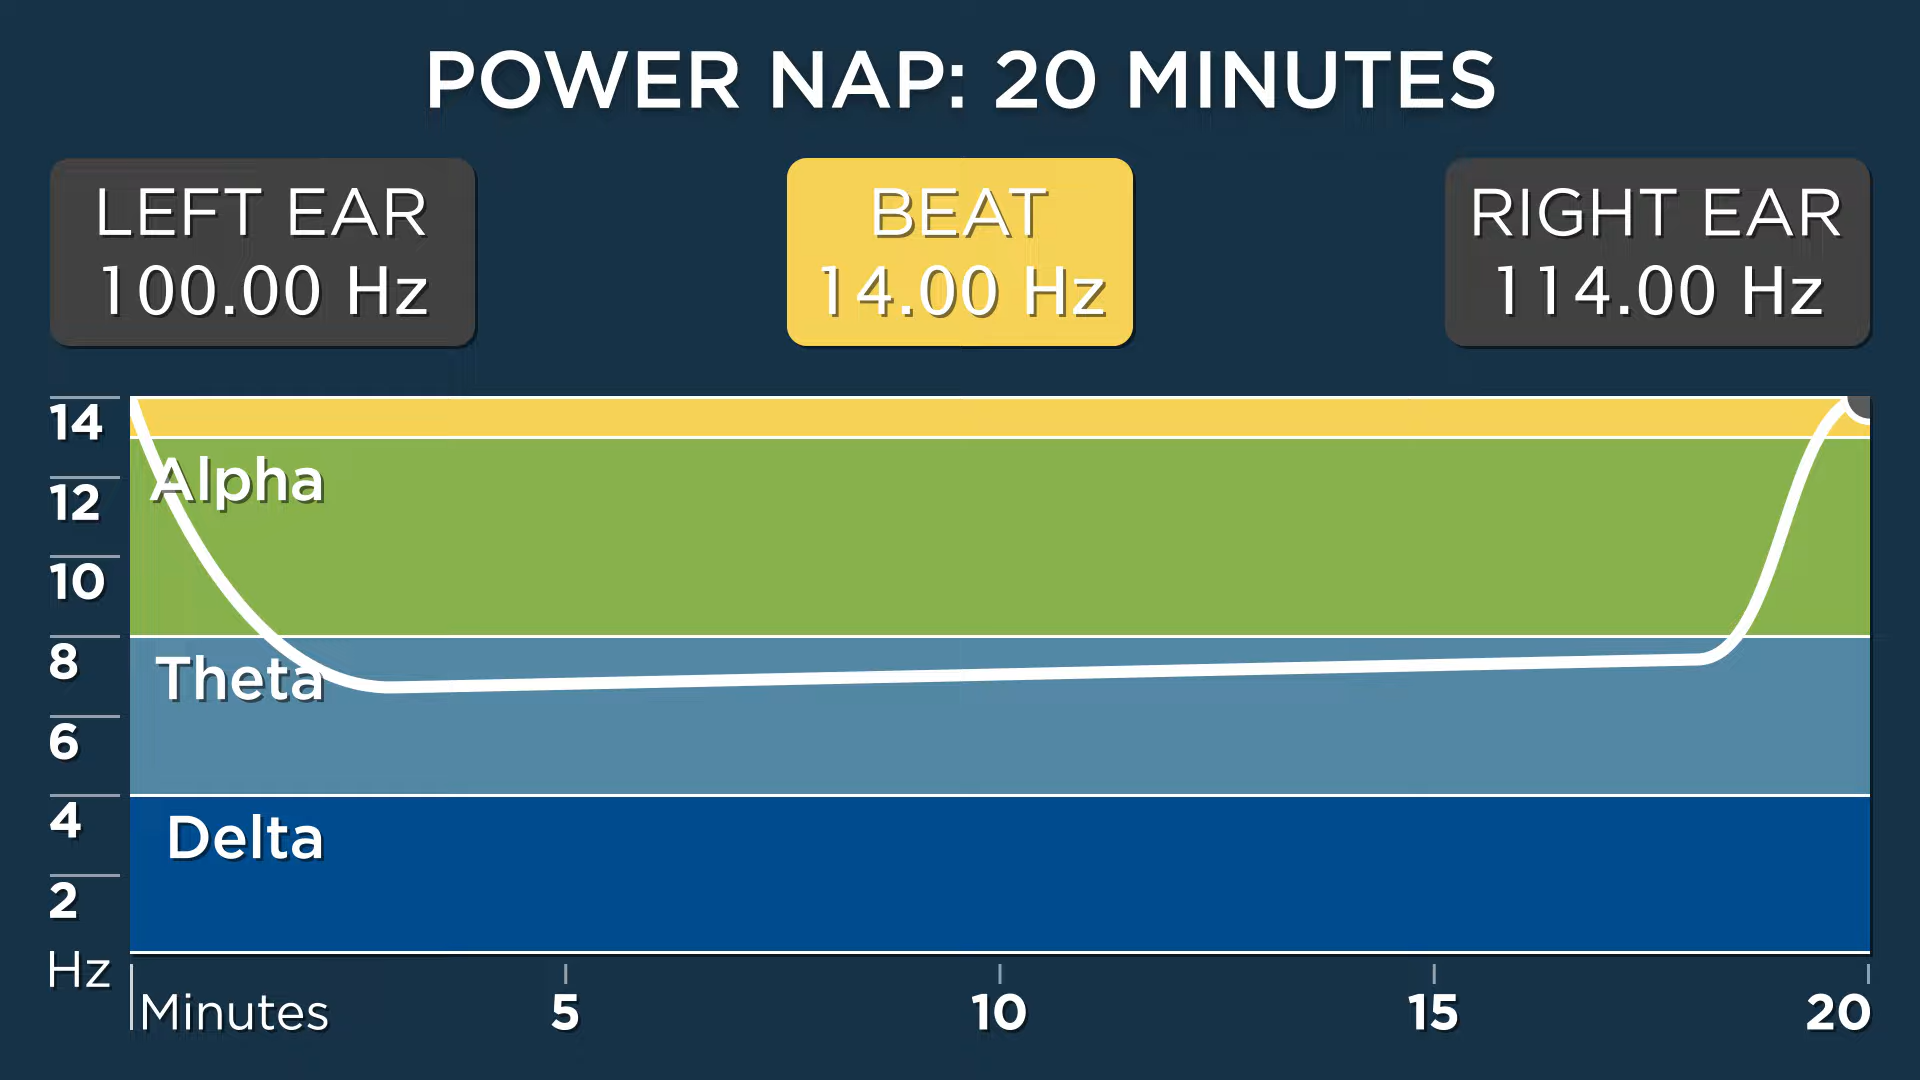 POWER NAP: 20 MINUTES
LEFT EAR
100.00 Hz
BEAT
14.00 Hz
RIGHT EAR
114.00 Hz
14
Alpha
12
10
8
Theta
6
4
Delta
2
Hz
Minutes 5 10 15 20